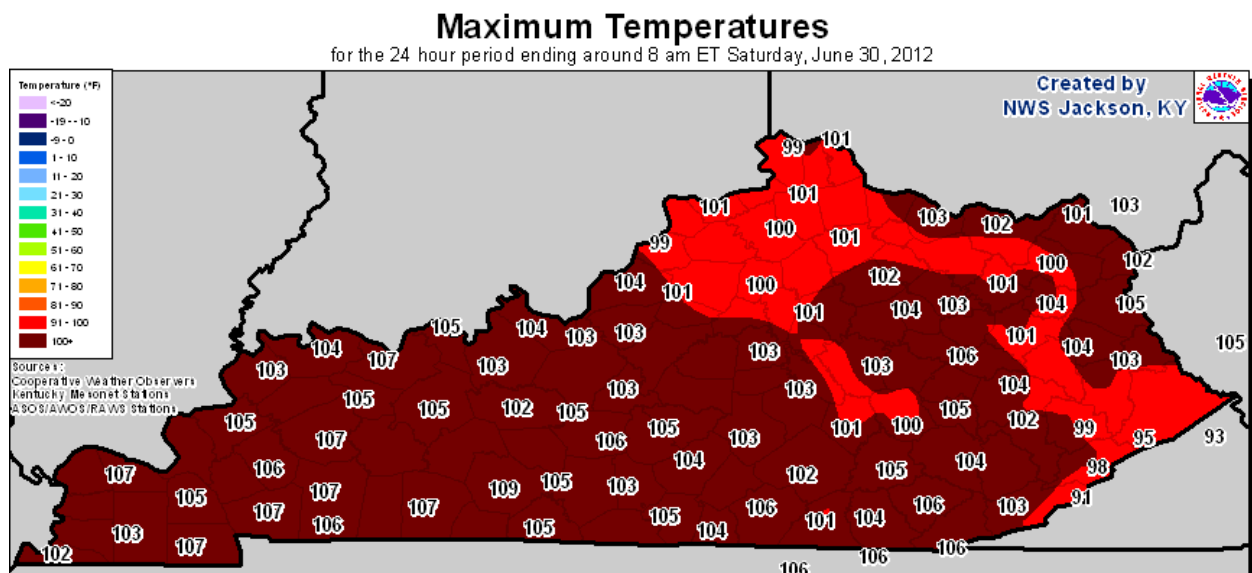 Maximum Temperatures
for the 24 hour period ending around 8 am ET Saturday, June 30, 2012
Temperature (°F)
<-20
-19 - -10
-9 - 0
1 - 10
11 - 20
21 - 30
31 - 40
41 - 50
51 - 60
61 - 70
71 - 80
81 - 90
91 - 100
100+
Sources:
Cooperative Weather Observers
Kentucky Mesonet Stations
ASOS/AWOS/RAWS Stations
Created by
NWS Jackson, KY
99 101
101 101 103 102 101 103
99 100 101
104 101 100 102 101 100 102
101 104 103 104 105
105 104 103 103 101 105
104 107 103 103 106 104 103
103 103 103 103 104
105 105 102 105 105 102
105 107 106 105 103 101 100 99 95 93
107 106 104 102 105 104 98
105 107 109 105 103 91
107 107 106 106 103
103 106 105 105 104 101 104
102 107 106 106
106